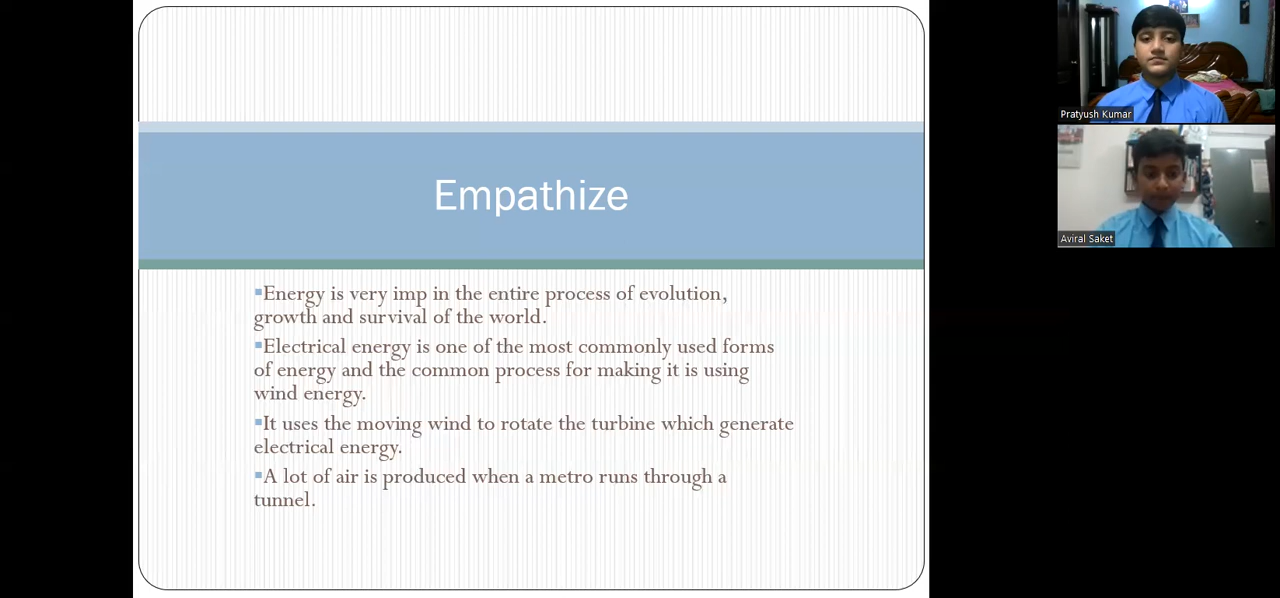 Empathize
▪Energy is very imp in the entire process of evolution,
growth and survival of the world.
▪Electrical energy is one of the most commonly used forms
of energy and the common process for making it is using
wind energy.
▪It uses the moving wind to rotate the turbine which generate
electrical energy.
▪A lot of air is produced when a metro runs through a
tunnel.
Pratyush Kumar
Aviral Saket